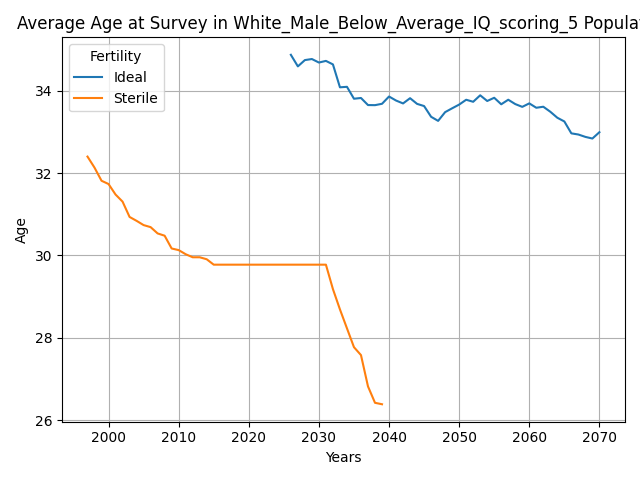 Average Age at Survey in White_Male_Below_Average_IQ_scoring_5 Popula
Fertility
Ideal
Sterile
Age
34
32
30
28
26
2000 2010 2020 2030 2040 2050 2060 2070
Years